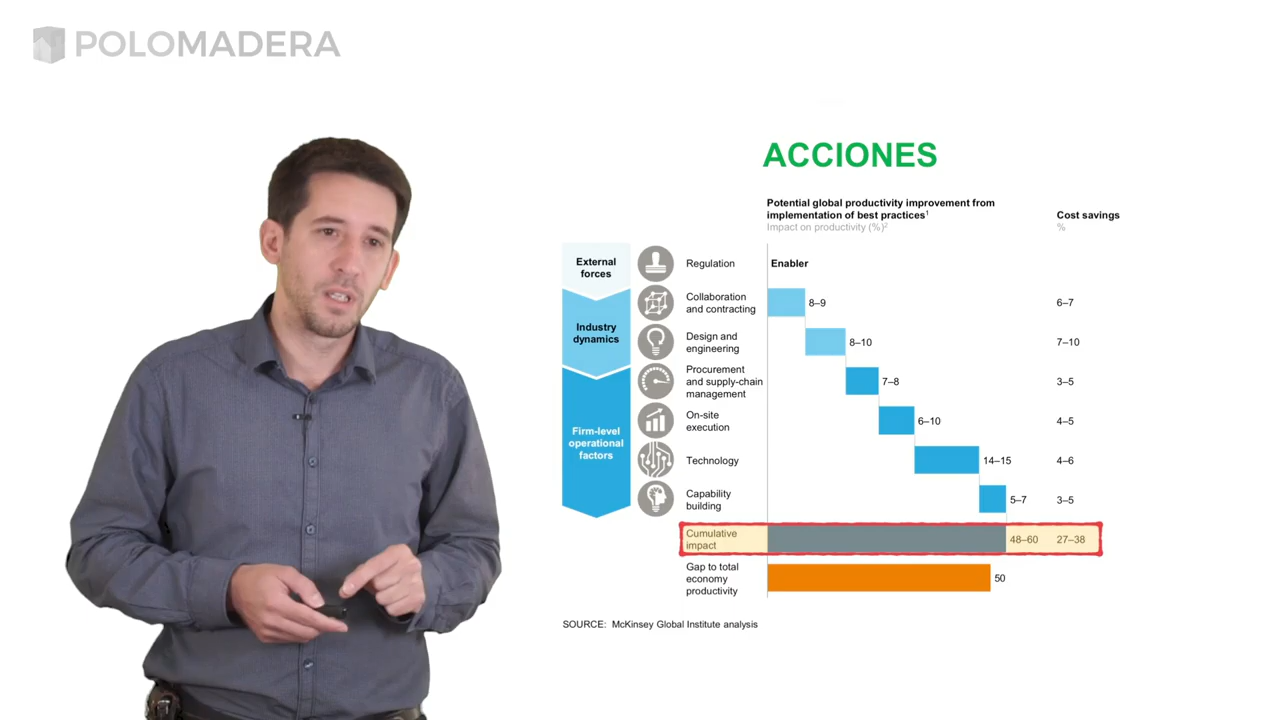 POLOMADERA
ACCIONES
Potential global productivity improvement from
implementation of best practices¹
Impact on productivity (%)²
Cost savings
%
External
forces
Regulation
Enabler
Industry
dynamics
Collaboration
and contracting
8–9
6–7
Design and
engineering
8–10
7–10
Firm-level
operational
factors
Procurement
and supply-chain
management
7–8
3–5
On-site
execution
6–10
4–5
Technology
14–15
4–6
Capability
building
5–7
3–5
Cumulative
impact
48–60
27–38
Gap to total
economy
productivity
50
SOURCE: McKinsey Global Institute analysis